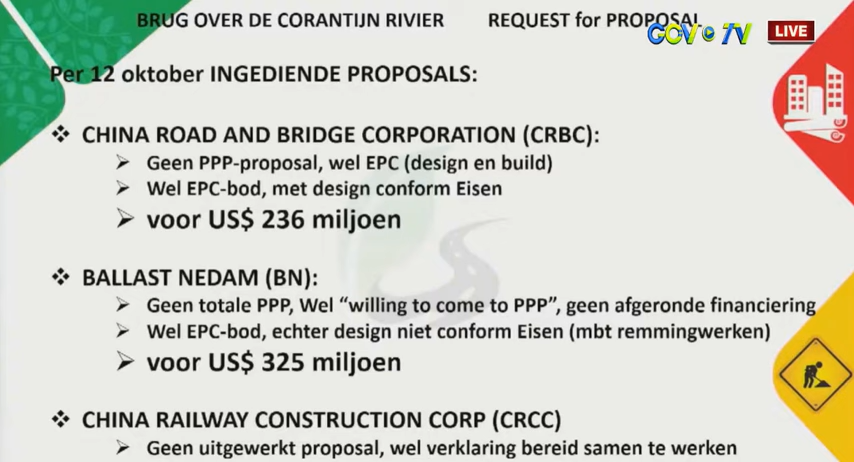 BRUG OVER DE CORANTIJN RIVIER REQUEST for PROPOSAL
GOV TV LIVE
Per 12 oktober INGEDIENDE PROPOSALS:
❖ CHINA ROAD AND BRIDGE CORPORATION (CRBC):
➢ Geen PPP-proposal, wel EPC (design en build)
➢ Wel EPC-bod, met design conform Eisen
➢ voor US$ 236 miljoen
❖ BALLAST NEDAM (BN):
➢ Geen totale PPP, Wel “willing to come to PPP”, geen afgeronde financiering
➢ Wel EPC-bod, echter design niet conform Eisen (mbt remmingwerken)
➢ voor US$ 325 miljoen
❖ CHINA RAILWAY CONSTRUCTION CORP (CRCC)
➢ Geen uitgewerkt proposal, wel verklaring bereid samen te werken